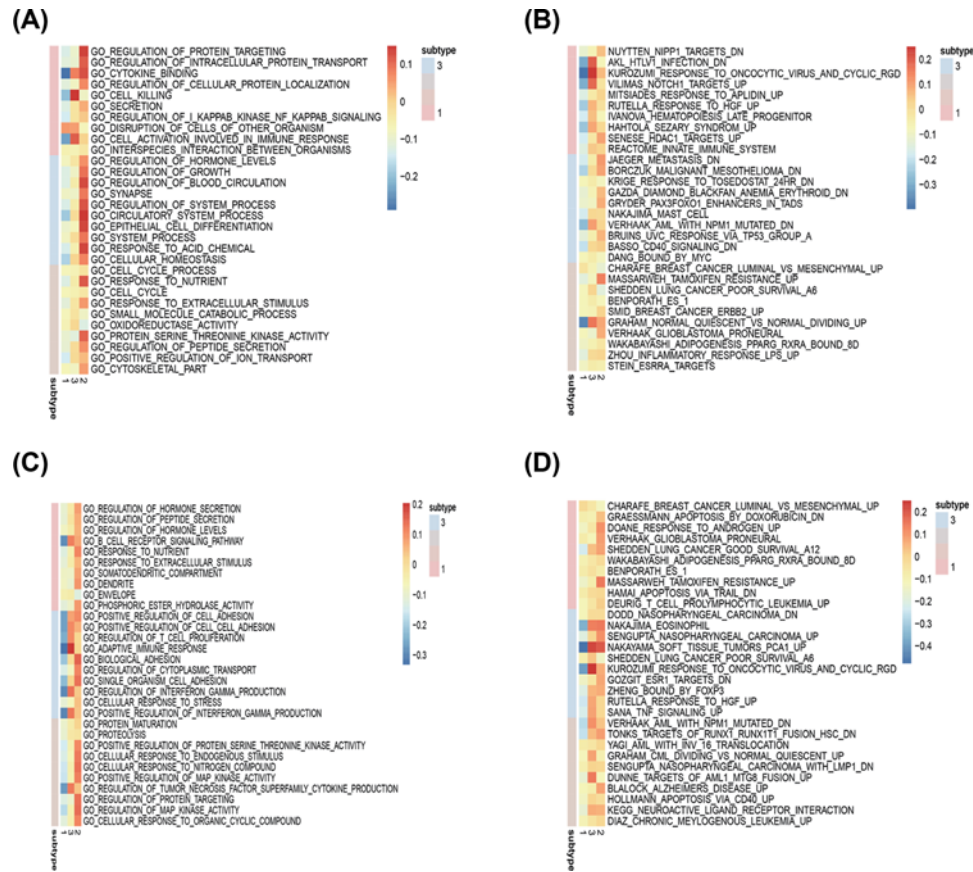 (A)
GO_REGULATION_OF_PROTEIN_TARGETING
GO_REGULATION_OF_INTRACELLULAR_PROTEIN_TRANSPORT
GO_CYTOKINE_BINDING
GO_REGULATION_OF_CELLULAR_PROTEIN_LOCALIZATION
GO_CELL_KILLING
GO_SECRETION
GO_REGULATION_OF_I_KAPPAB_KINASE_NF_KAPPAB_SIGNALING
GO_DISRUPTION_OF_CELLS_OF_OTHER_ORGANISM
GO_CELL_ACTIVATION_INVOLVED_IN_IMMUNE_RESPONSE
GO_INTERSPECIES_INTERACTION_BETWEEN_ORGANISMS
GO_REGULATION_OF_HORMONE_LEVELS
GO_REGULATION_OF_GROWTH
GO_REGULATION_OF_BLOOD_CIRCULATION
GO_SYNAPSE
GO_REGULATION_OF_SYSTEM_PROCESS
GO_CIRCULATORY_SYSTEM_PROCESS
GO_EPITHELIAL_CELL_DIFFERENTIATION
GO_SYSTEM_PROCESS
GO_RESPONSE_TO_ACID_CHEMICAL
GO_CELLULAR_HOMEOSTASIS
GO_CELL_CYCLE_PROCESS
GO_RESPONSE_TO_NUTRIENT
GO_CELL_CYCLE
GO_RESPONSE_TO_EXTRACELLULAR_STIMULUS
GO_SMALL_MOLECULE_CATABOLIC_PROCESS
GO_OXIDOREDUCTASE_ACTIVITY
GO_PROTEIN_SERINE_THREONINE_KINASE_ACTIVITY
GO_REGULATION_OF_PEPTIDE_SECRETION
GO_POSITIVE_REGULATION_OF_ION_TRANSPORT
GO_CYTOSKELETAL_PART
subtype 1 3 2
0.1
0
−0.1
−0.2
subtype
3
1
(B)
NUYTTEN_NIPP1_TARGETS_DN
AKL_HTLV1_INFECTION_DN
KUROZUMI_RESPONSE_TO_ONCOCYTIC_VIRUS_AND_CYCLIC_RGD
VILIMAS_NOTCH1_TARGETS_UP
MITSIADES_RESPONSE_TO_APLIDIN_UP
RUTELLA_RESPONSE_TO_HGF_UP
IVANOVA_HEMATOPOIESIS_LATE_PROGENITOR
HAHTOLA_SEZARY_SYNDROM_UP
SENESE_HDAC1_TARGETS_UP
REACTOME_INNATE_IMMUNE_SYSTEM
JAEGER_METASTASIS_DN
BORCZUK_MALIGNANT_MESOTHELIOMA_DN
KRIGE_RESPONSE_TO_TOSEDOSTAT_24HR_DN
GAZDA_DIAMOND_BLACKFAN_ANEMIA_ERYTHROID_DN
GRYDER_PAX3FOXO1_ENHANCERS_IN_TADS
NAKAJIMA_MAST_CELL
VERHAAK_AML_WITH_NPM1_MUTATED_DN
BRUINS_UVC_RESPONSE_VIA_TP53_GROUP_A
BASSO_CD40_SIGNALING_DN
DANG_BOUND_BY_MYC
CHARAFE_BREAST_CANCER_LUMINAL_VS_MESENCHYMAL_UP
MASSARWEH_TAMOXIFEN_RESISTANCE_UP
SHEDDEN_LUNG_CANCER_POOR_SURVIVAL_A6
BENPORATH_ES_1
SMID_BREAST_CANCER_ERBB2_UP
GRAHAM_NORMAL_QUIESCENT_VS_NORMAL_DIVIDING_UP
VERHAAK_GLIOBLASTOMA_PRONEURAL
WAKABAYASHI_ADIPOGENESIS_PPARG_RXRA_BOUND_8D
ZHOU_INFLAMMATORY_RESPONSE_LPS_UP
STEIN_ESRRA_TARGETS
subtype 1 3 2
0.2
0.1
0
−0.1
−0.2
−0.3
subtype
3
1
(C)
GO_REGULATION_OF_HORMONE_SECRETION
GO_REGULATION_OF_PEPTIDE_SECRETION
GO_REGULATION_OF_HORMONE_LEVELS
GO_B_CELL_RECEPTOR_SIGNALING_PATHWAY
GO_RESPONSE_TO_NUTRIENT
GO_RESPONSE_TO_EXTRACELLULAR_STIMULUS
GO_SOMATODENDRITIC_COMPARTMENT
GO_DENDRITE
GO_ENVELOPE
GO_PHOSPHORIC_ESTER_HYDROLASE_ACTIVITY
GO_POSITIVE_REGULATION_OF_CELL_ADHESION
GO_POSITIVE_REGULATION_OF_CELL_CELL_ADHESION
GO_REGULATION_OF_T_CELL_PROLIFERATION
GO_ADAPTIVE_IMMUNE_RESPONSE
GO_BIOLOGICAL_ADHESION
GO_REGULATION_OF_CYTOPLASMIC_TRANSPORT
GO_SINGLE_ORGANISM_CELL_ADHESION
GO_REGULATION_OF_INTERFERON_GAMMA_PRODUCTION
GO_CELLULAR_RESPONSE_TO_STRESS
GO_POSITIVE_REGULATION_OF_INTERFERON_GAMMA_PRODUCTION
GO_PROTEIN_MATURATION
GO_PROTEOLYSIS
GO_POSITIVE_REGULATION_OF_PROTEIN_SERINE_THREONINE_KINASE_ACTIVITY
GO_CELLULAR_RESPONSE_TO_ENDOGENOUS_STIMULUS
GO_CELLULAR_RESPONSE_TO_NITROGEN_COMPOUND
GO_POSITIVE_REGULATION_OF_MAP_KINASE_ACTIVITY
GO_REGULATION_OF_TUMOR_NECROSIS_FACTOR_SUPERFAMILY_CYTOKINE_PRODUCTION
GO_REGULATION_OF_PROTEIN_TARGETING
GO_REGULATION_OF_MAP_KINASE_ACTIVITY
GO_CELLULAR_RESPONSE_TO_ORGANIC_CYCLIC_COMPOUND
subtype 1 3 2
0.2
0.1
0
−0.1
−0.2
−0.3
subtype
3
1
(D)
CHARAFE_BREAST_CANCER_LUMINAL_VS_MESENCHYMAL_UP
GRAESSMANN_APOPTOSIS_BY_DOXORUBICIN_DN
DOANE_RESPONSE_TO_ANDROGEN_UP
VERHAAK_GLIOBLASTOMA_PRONEURAL
SHEDDEN_LUNG_CANCER_GOOD_SURVIVAL_A12
WAKABAYASHI_ADIPOGENESIS_PPARG_RXRA_BOUND_8D
BENPORATH_ES_1
MASSARWEH_TAMOXIFEN_RESISTANCE_UP
HAMAI_APOPTOSIS_VIA_TRAIL_DN
DEURIG_T_CELL_PROLYMPHOCYTIC_LEUKEMIA_UP
DODD_NASOPHARYNGEAL_CARCINOMA_DN
NAKAJIMA_EOSINOPHIL
SENGUPTA_NASOPHARYNGEAL_CARCINOMA_UP
NAKAYAMA_SOFT_TISSUE_TUMORS_PCA1_UP
SHEDDEN_LUNG_CANCER_POOR_SURVIVAL_A6
KUROZUMI_RESPONSE_TO_ONCOCYTIC_VIRUS_AND_CYCLIC_RGD
GOZGIT_ESR1_TARGETS_DN
ZHENG_BOUND_BY_FOXP3
RUTELLA_RESPONSE_TO_HGF_UP
SANA_TNF_SIGNALING_UP
VERHAAK_AML_WITH_NPM1_MUTATED_DN
TONKS_TARGETS_OF_RUNX1_RUNX1T1_FUSION_HSC_DN
YAGI_AML_WITH_INV_16_TRANSLOCATION
GRAHAM_CML_DIVIDING_VS_NORMAL_QUIESCENT_UP
SENGUPTA_NASOPHARYNGEAL_CARCINOMA_WITH_LMP1_DN
DUNNE_TARGETS_OF_AML1_MTG8_FUSION_UP
BLALOCK_ALZHEIMERS_DISEASE_UP
HOLLMANN_APOPTOSIS_VIA_CD40_UP
KEGG_NEUROACTIVE_LIGAND_RECEPTOR_INTERACTION
DIAZ_CHRONIC_MEYLOGENOUS_LEUKEMIA_UP
subtype 1 3 2
0.2
0.1
0
−0.1
−0.2
−0.3
−0.4
subtype
3
1